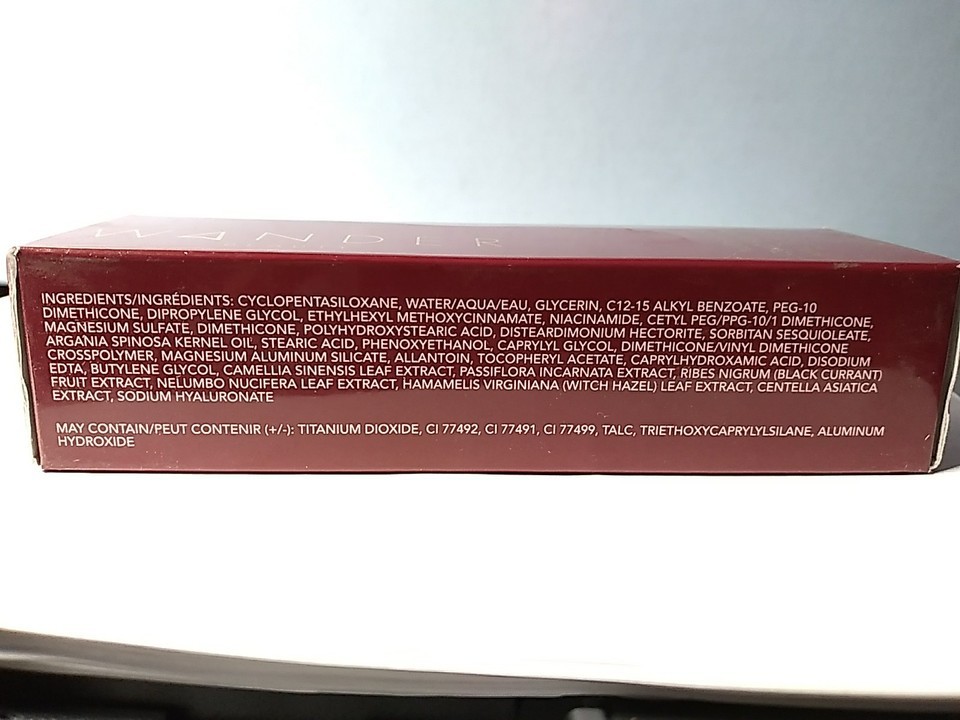 WANDER
INGREDIENTS/INGRÉDIENTS: CYCLOPENTASILOXANE, WATER/AQUA/EAU, GLYCERIN, C12-15 ALKYL BENZOATE, PEG-10
DIMETHICONE, DIPROPYLENE GLYCOL, ETHYLHEXYL METHOXYCINNAMATE, NIACINAMIDE, CETYL PEG/PPG-10/1 DIMETHICONE,
MAGNESIUM SULFATE, DIMETHICONE, POLYHYDROXYSTEARIC ACID, DISTEARDIMONIUM HECTORITE, SORBITAN SESQUIOLEATE,
ARGANIA SPINOSA KERNEL OIL, STEARIC ACID, PHENOXYETHANOL, CAPRYLYL GLYCOL, DIMETHICONE/VINYL DIMETHICONE
CROSSPOLYMER, MAGNESIUM ALUMINUM SILICATE, ALLANTOIN, TOCOPHERYL ACETATE, CAPRYLHYDROXAMIC ACID, DISODIUM
EDTA, BUTYLENE GLYCOL, CAMELLIA SINENSIS LEAF EXTRACT, PASSIFLORA INCARNATA EXTRACT, RIBES NIGRUM (BLACK CURRANT)
FRUIT EXTRACT, NELUMBO NUCIFERA LEAF EXTRACT, HAMAMELIS VIRGINIANA (WITCH HAZEL) LEAF EXTRACT, CENTELLA ASIATICA
EXTRACT, SODIUM HYALURONATE
MAY CONTAIN/PEUT CONTENIR (+/-): TITANIUM DIOXIDE, CI 77492, CI 77491, CI 77499, TALC, TRIETHOXYCAPRYLYLSILANE, ALUMINUM
HYDROXIDE